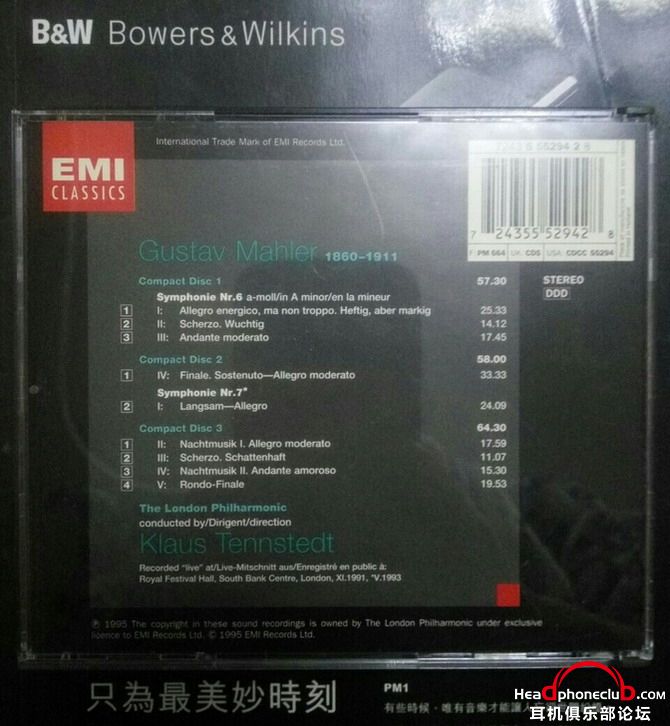 B&W Bowers & Wilkins
EMI
CLASSICS
International Trade Mark of EMI Records Ltd.
7 24355 52942 8
F PM 664 UK CDS USA CDCC 55294
Gustav Mahler 1860–1911
Compact Disc 1 57.30
STEREO
DDD
Symphonie Nr.6 a-moll/in A minor/en la mineur
1 I: Allegro energico, ma non troppo. Heftig, aber markig 25.33
2 II: Scherzo. Wuchtig 14.12
3 III: Andante moderato 17.45
Compact Disc 2 58.00
1 IV: Finale. Sostenuto—Allegro moderato 33.33
Symphonie Nr.7*
2 I: Langsam—Allegro 24.09
Compact Disc 3 64.30
1 II: Nachtmusik I. Allegro moderato 17.59
2 III: Scherzo. Schattenhaft 11.07
3 IV: Nachtmusik II. Andante amoroso 15.30
4 V: Rondo-Finale 19.53
The London Philharmonic
conducted by/Dirigent/direction
Klaus Tennstedt
Recorded "live" at/Live-Mitschnitt aus/Enregistré en public à:
Royal Festival Hall, South Bank Centre, London, XI.1991, *V.1993
℗ 1995 The copyright in these sound recordings is owned by The London Philharmonic under exclusive
licence to EMI Records Ltd. © 1995 EMI Records Ltd.
只為最美妙時刻
PM1
有些時候，唯有音樂才能讓人
Headphoneclub.com
耳机俱乐部论坛